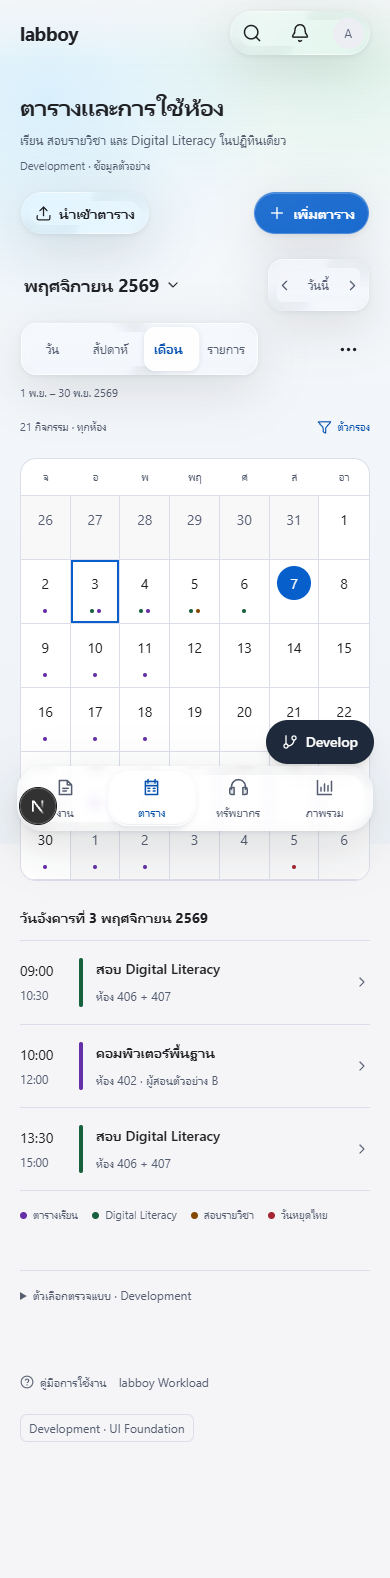 labboy
A
ตารางและการใช้ห้อง
เรียน สอบรายวิชา และ Digital Literacy ในปฏิทินเดียว
Development · ข้อมูลตัวอย่าง
นำเข้าตาราง
เพิ่มตาราง
พฤศจิกายน 2569
วันนี้
วัน สัปดาห์ เดือน รายการ
1 พ.ย. – 30 พ.ย. 2569
21 กิจกรรม · ทุกห้อง
ตัวกรอง
จ อ พ พฤ ศ ส อา
26 27 28 29 30 31 1
2 3 4 5 6 7 8
9 10 11 12 13 14 15
16 17 18 19 20 21 22
Develop
N
งาน ตาราง ทรัพยากร ภาพรวม
30 1 2 3 4 5 6
วันอังคารที่ 3 พฤศจิกายน 2569
09:00 สอบ Digital Literacy
10:30 ห้อง 406 + 407
10:00 คอมพิวเตอร์พื้นฐาน
12:00 ห้อง 402 · ผู้สอนตัวอย่าง B
13:30 สอบ Digital Literacy
15:00 ห้อง 406 + 407
ตารางเรียน Digital Literacy สอบรายวิชา วันหยุดไทย
ตัวเลือกตรวจแบบ · Development
คู่มือการใช้งาน labboy Workload
Development · UI Foundation